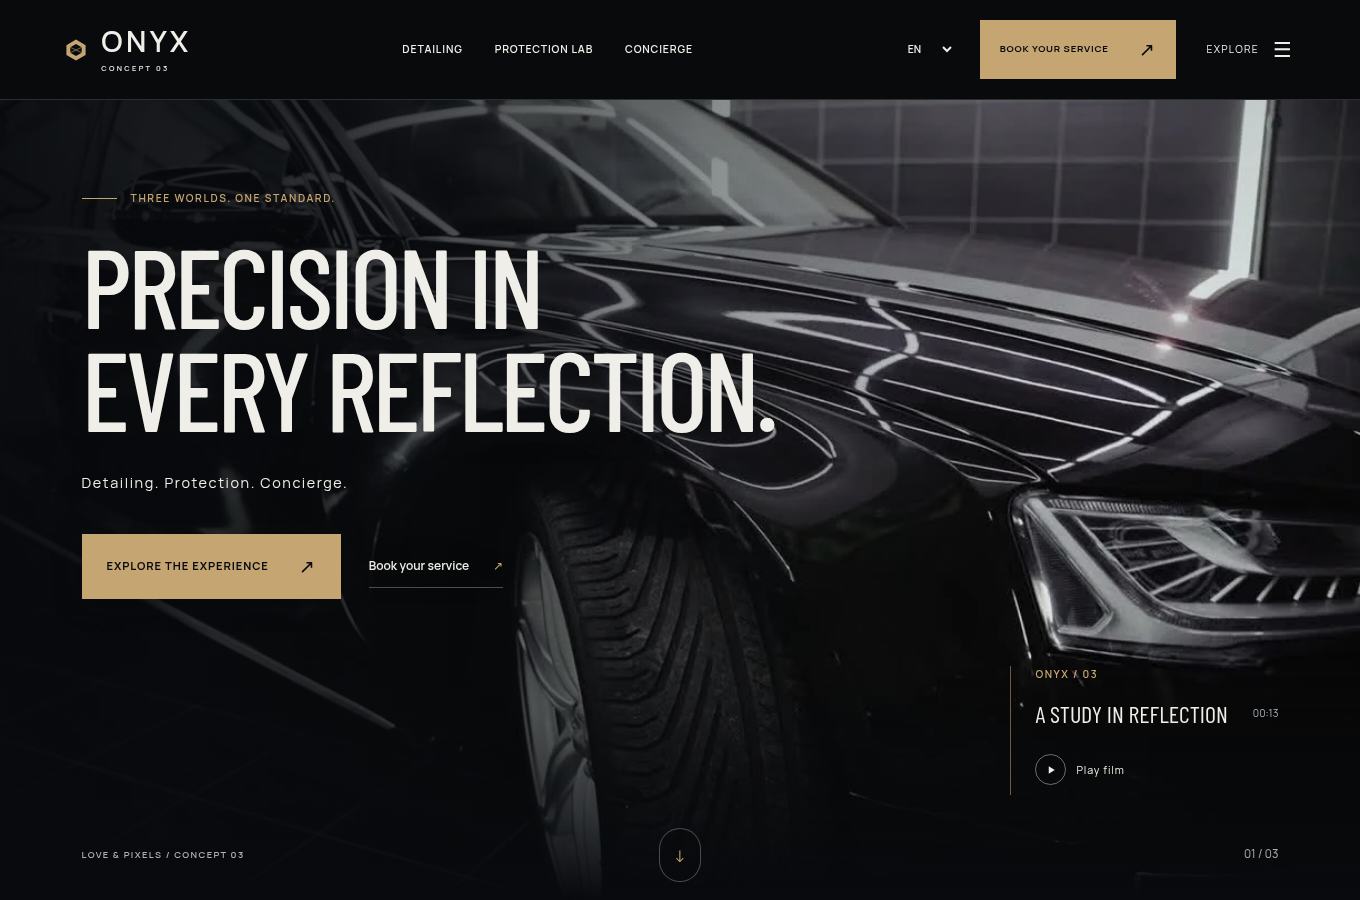 ONYX
CONCEPT 03
DETAILING
PROTECTION LAB
CONCIERGE
EN
BOOK YOUR SERVICE ↗
EXPLORE
THREE WORLDS. ONE STANDARD.
PRECISION IN
EVERY REFLECTION.
Detailing. Protection. Concierge.
EXPLORE THE EXPERIENCE ↗
Book your service ↗
ONYX / 03
A STUDY IN REFLECTION
00:13
Play film
LOVE & PIXELS / CONCEPT 03
↓
01 / 03